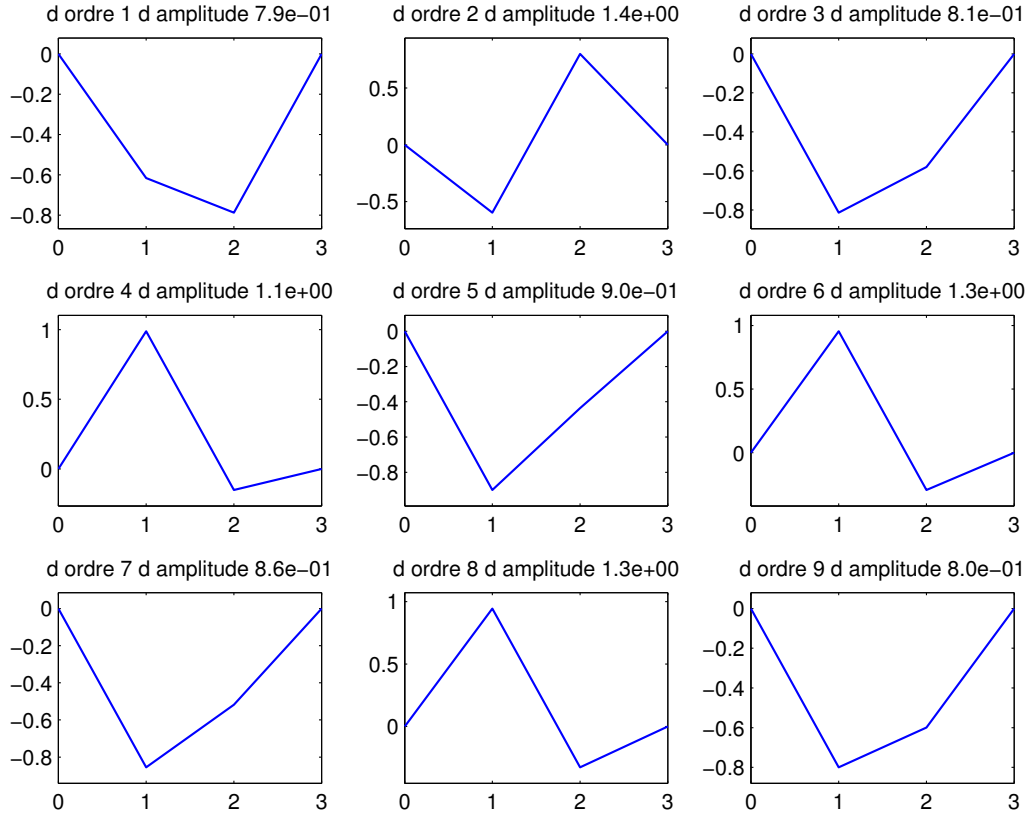 d ordre 1 d amplitude 7.9e−01
d ordre 2 d amplitude 1.4e+00
d ordre 3 d amplitude 8.1e−01
0
−0.2
−0.4
−0.6
−0.8
0 1 2 3
0.5
0
−0.5
0 1 2 3
0
−0.2
−0.4
−0.6
−0.8
0 1 2 3
d ordre 4 d amplitude 1.1e+00
d ordre 5 d amplitude 9.0e−01
d ordre 6 d amplitude 1.3e+00
1
0.5
0
0 1 2 3
0
−0.2
−0.4
−0.6
−0.8
0 1 2 3
1
0.5
0
0 1 2 3
d ordre 7 d amplitude 8.6e−01
d ordre 8 d amplitude 1.3e+00
d ordre 9 d amplitude 8.0e−01
0
−0.2
−0.4
−0.6
−0.8
0 1 2 3
1
0.5
0
0 1 2 3
0
−0.2
−0.4
−0.6
−0.8
0 1 2 3